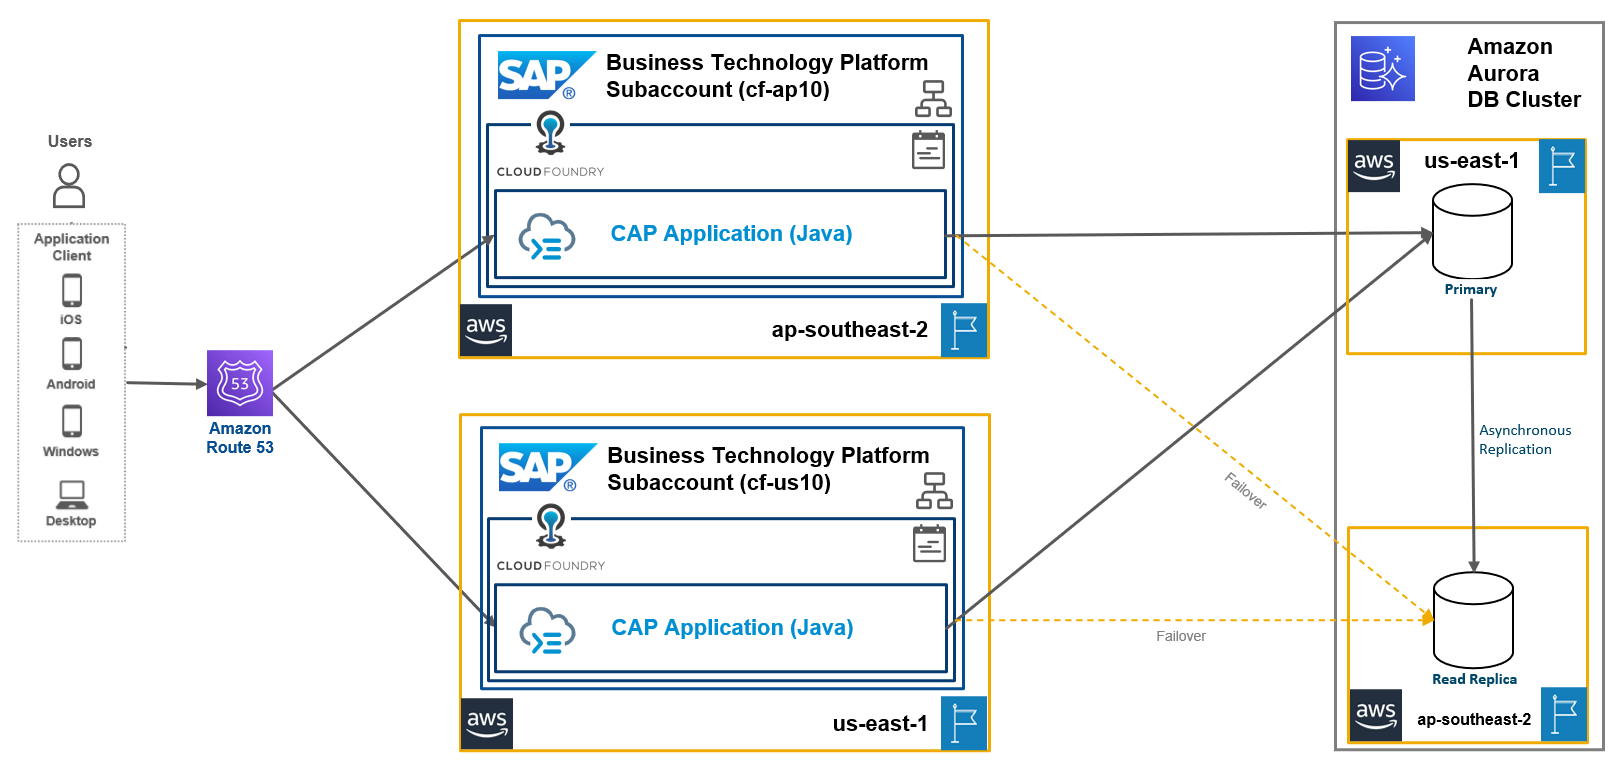 Users
Application
Client
iOS
Android
Windows
Desktop
53
Amazon
Route 53
SAP®
Business Technology Platform
Subaccount (cf-ap10)
CLOUD FOUNDRY
CAP Application (Java)
aws
ap-southeast-2
SAP®
Business Technology Platform
Subaccount (cf-us10)
CLOUD FOUNDRY
CAP Application (Java)
aws
us-east-1
Failover
Failover
Amazon
Aurora
DB Cluster
aws
us-east-1
Primary
Asynchronous
Replication
Read Replica
aws
ap-southeast-2